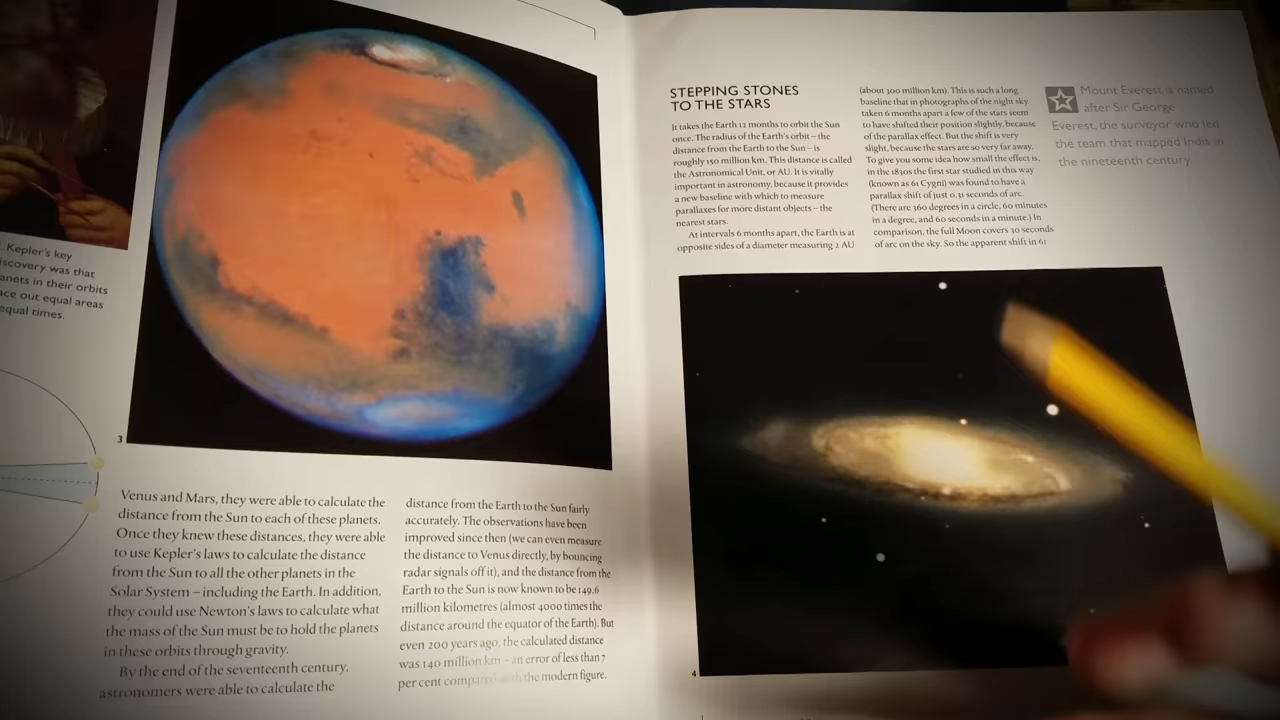 . Kepler's key
iscovery was that
anets in their orbits
ace out equal areas
equal times.
3
Venus and Mars, they were able to calculate the
distance from the Sun to each of these planets.
Once they knew these distances, they were able
to use Kepler's laws to calculate the distance
from the Sun to all the other planets in the
Solar System – including the Earth. In addition,
they could use Newton's laws to calculate what
the mass of the Sun must be to hold the planets
in these orbits through gravity.
By the end of the seventeenth century,
astronomers were able to calculate the
distance from the Earth to the Sun fairly
accurately. The observations have been
improved since then (we can even measure
the distance to Venus directly, by bouncing
radar signals off it), and the distance from the
Earth to the Sun is now known to be 149.6
million kilometres (almost 4000 times the
distance around the equator of the Earth). But
even 200 years ago, the calculated distance
was 140 million km – an error of less than 7
per cent compared with the modern figure.
STEPPING STONES
TO THE STARS
It takes the Earth 12 months to orbit the Sun
once. The radius of the Earth's orbit – the
distance from the Earth to the Sun – is
roughly 150 million km. This distance is called
the Astronomical Unit, or AU. It is vitally
important in astronomy, because it provides
a new baseline with which to measure
parallaxes for more distant objects – the
nearest stars.
At intervals 6 months apart, the Earth is at
opposite sides of a diameter measuring 2 AU
(about 300 million km). This is such a long
baseline that in photographs of the night sky
taken 6 months apart a few of the stars seem
to have shifted their position slightly, because
of the parallax effect. But the shift is very
slight, because the stars are so very far away.
To give you some idea how small the effect is,
in the 1830s the first star studied in this way
(known as 61 Cygni) was found to have a
parallax shift of just 0.31 seconds of arc.
(There are 360 degrees in a circle, 60 minutes
in a degree, and 60 seconds in a minute.) In
comparison, the full Moon covers 30 seconds
of arc on the sky. So the apparent shift in 61
Mount Everest is named
after Sir George
Everest, the surveyor who led
the team that mapped India in
the nineteenth century
4